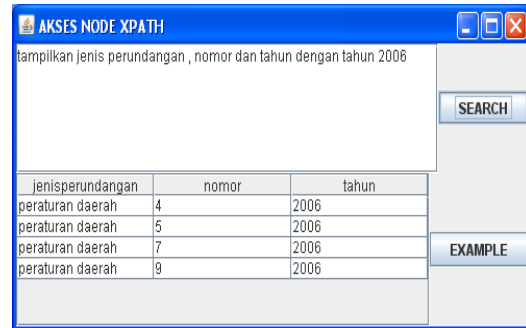 AKSES NODE XPATH
tampilkan jenis perundangan , nomor dan tahun dengan tahun 2006
SEARCH
jenisperundangan nomor tahun
peraturan daerah 4 2006
peraturan daerah 5 2006
peraturan daerah 7 2006
peraturan daerah 9 2006
EXAMPLE